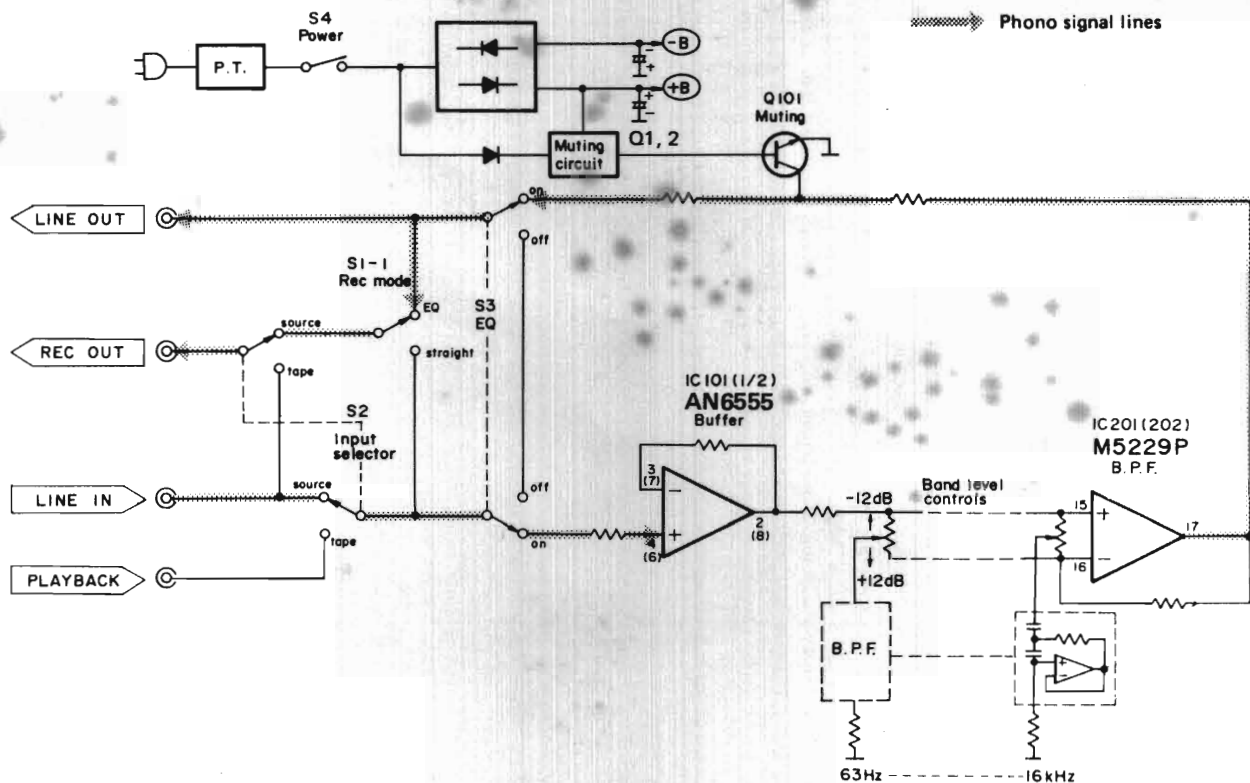 S4
Power
Phono signal lines
P.T.
-B
+B
-
+
+
-
Q1, 2
Muting
circuit
Q101
Muting
on
off
LINE OUT
S1-1
Rec mode
EQ
S3
EQ
source
REC OUT
straight
tape
S2
Input
selector
IC101(1/2)
AN6555
Buffer
IC201(202)
M5229P
B.P.F.
source
LINE IN
off
3
(7)
-
+
4
(6)
2
(8)
-12dB
+12dB
Band level
controls
15
+
16
-
17
tape
on
PLAYBACK
B.P.F.
+
-
63Hz
16kHz